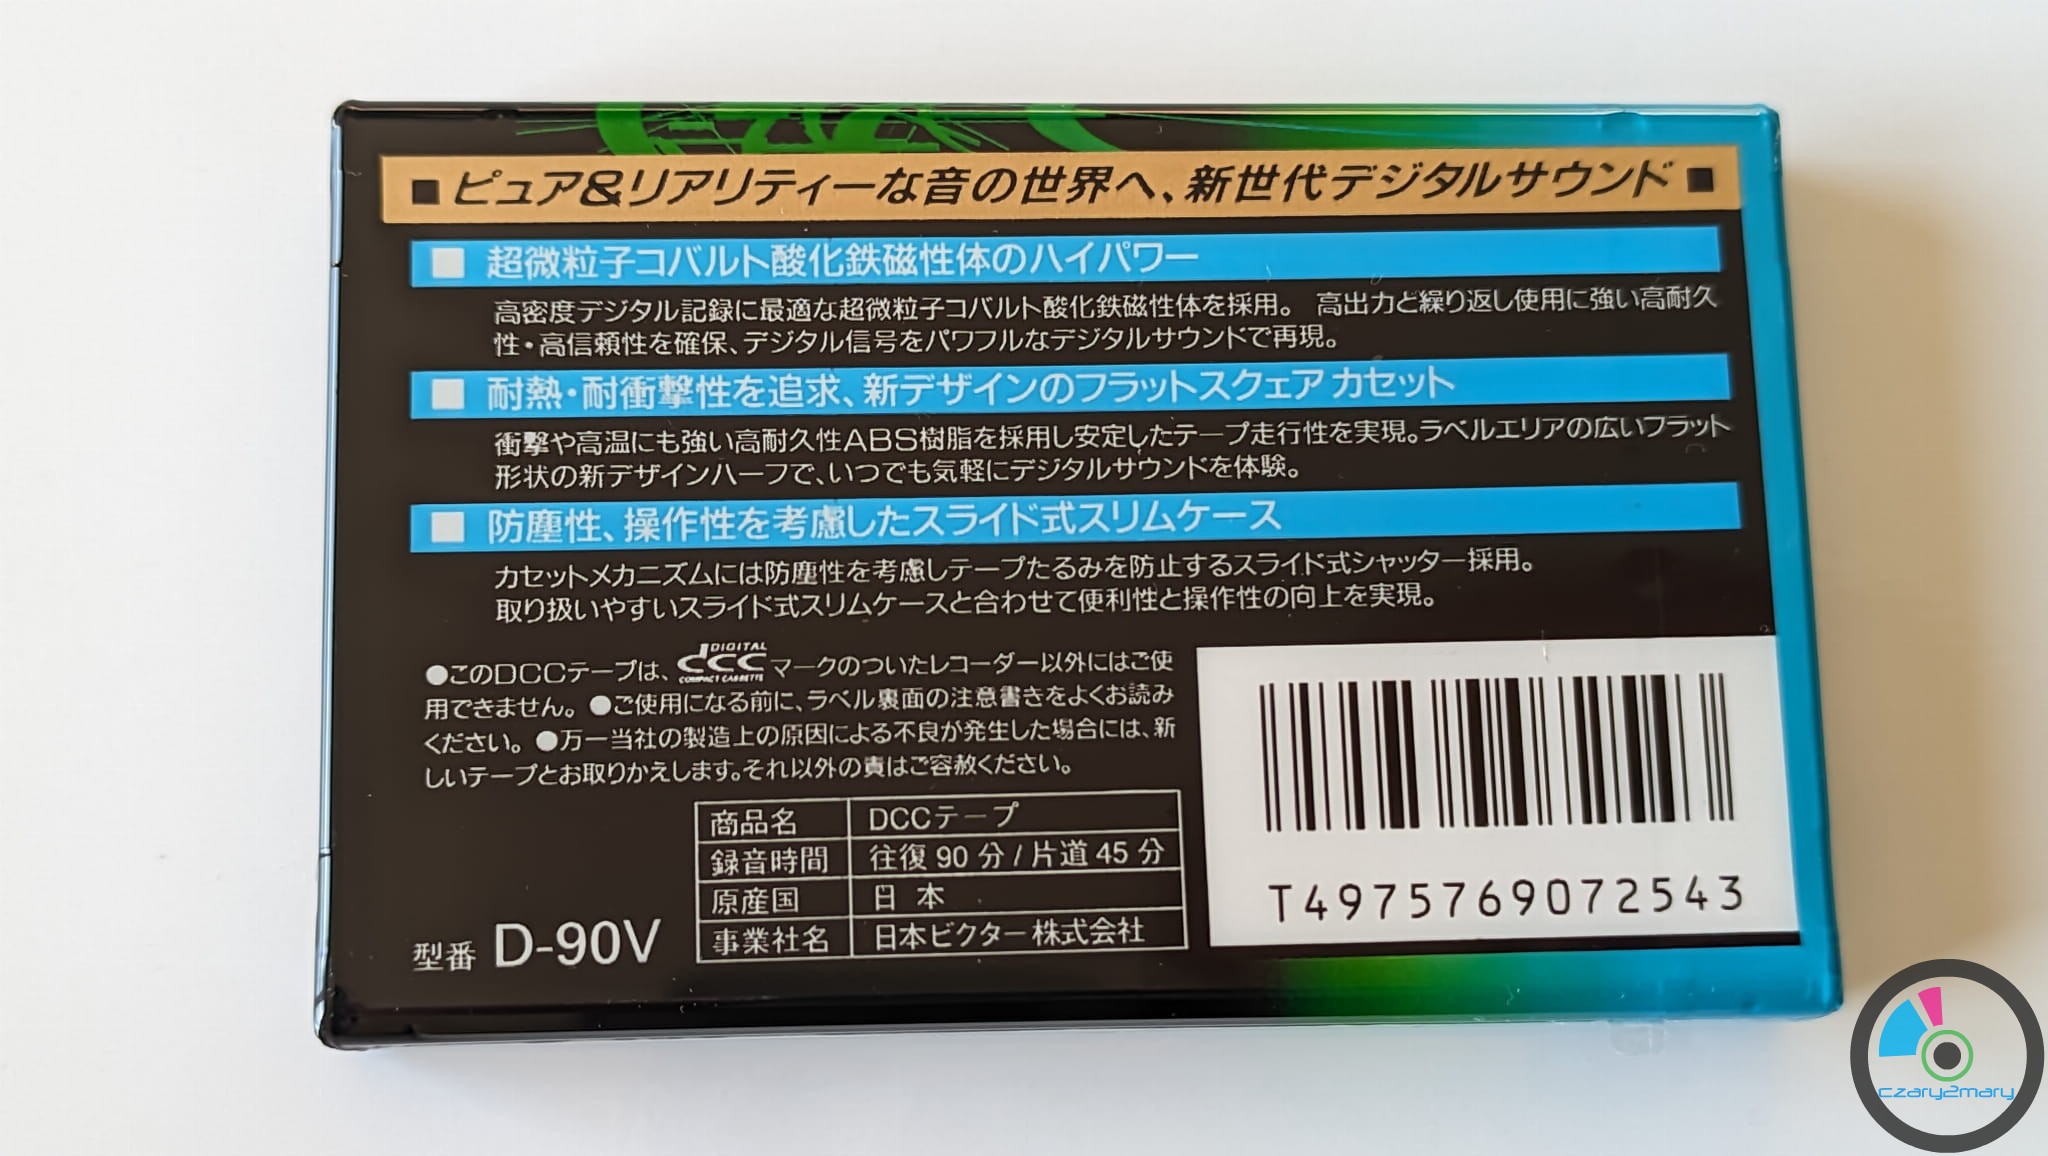 ■ピュア&リアリティーな音の世界へ、新世代デジタルサウンド■
■ 超微粒子コバルト酸化鉄磁性体のハイパワー
高密度デジタル記録に最適な超微粒子コバルト酸化鉄磁性体を採用。 高出力と繰り返し使用に強い高耐久
性・高信頼性を確保、デジタル信号をパワフルなデジタルサウンドで再現。
■ 耐熱・耐衝撃性を追求、新デザインのフラットスクェアカセット
衝撃や高温にも強い高耐久性ABS樹脂を採用し安定したテープ走行性を実現。ラベルエリアの広いフラット
形状の新デザインハーフで、いつでも気軽にデジタルサウンドを体験。
■ 防塵性、操作性を考慮したスライド式スリムケース
カセットメカニズムには防塵性を考慮しテープたるみを防止するスライド式シャッター採用。
取り扱いやすいスライド式スリムケースと合わせて便利性と操作性の向上を実現。
●このDCCテープは、DIGITAL dcc COMPACT CASSETTE マークのついたレコーダー以外にはご使
用できません。●ご使用になる前に、ラベル裏面の注意書きをよくお読み
ください。●万一当社の製造上の原因による不良が発生した場合には、新
しいテープとお取りかえします。それ以外の責はご容赦ください。
型番 D-90V
商品名 DCCテープ
録音時間 往復 90 分 / 片道 45 分
原産国 日 本
事業社名 日本ビクター株式会社
T4975769072543
czary2mary